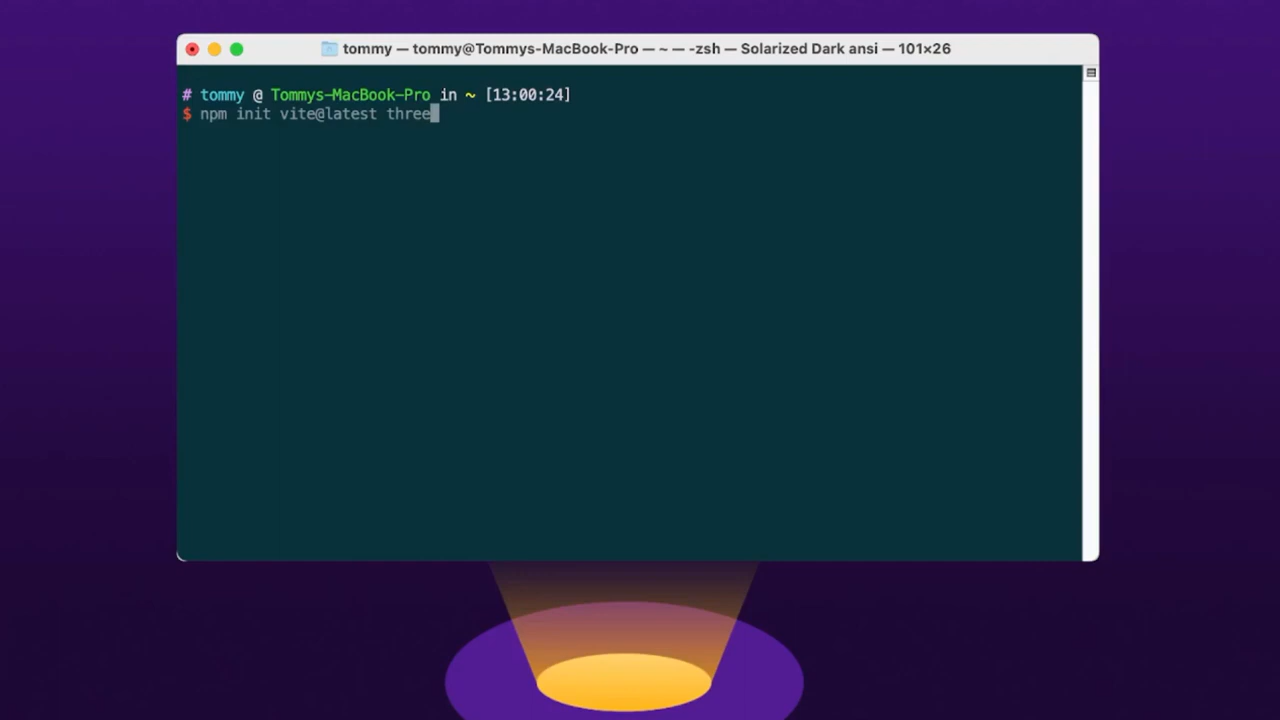 tommy — tommy@Tommys-MacBook-Pro — ~ — -zsh — Solarized Dark ansi — 101×26
# tommy @ Tommys-MacBook-Pro in ~ [13:00:24]
$ npm init vite@latest three